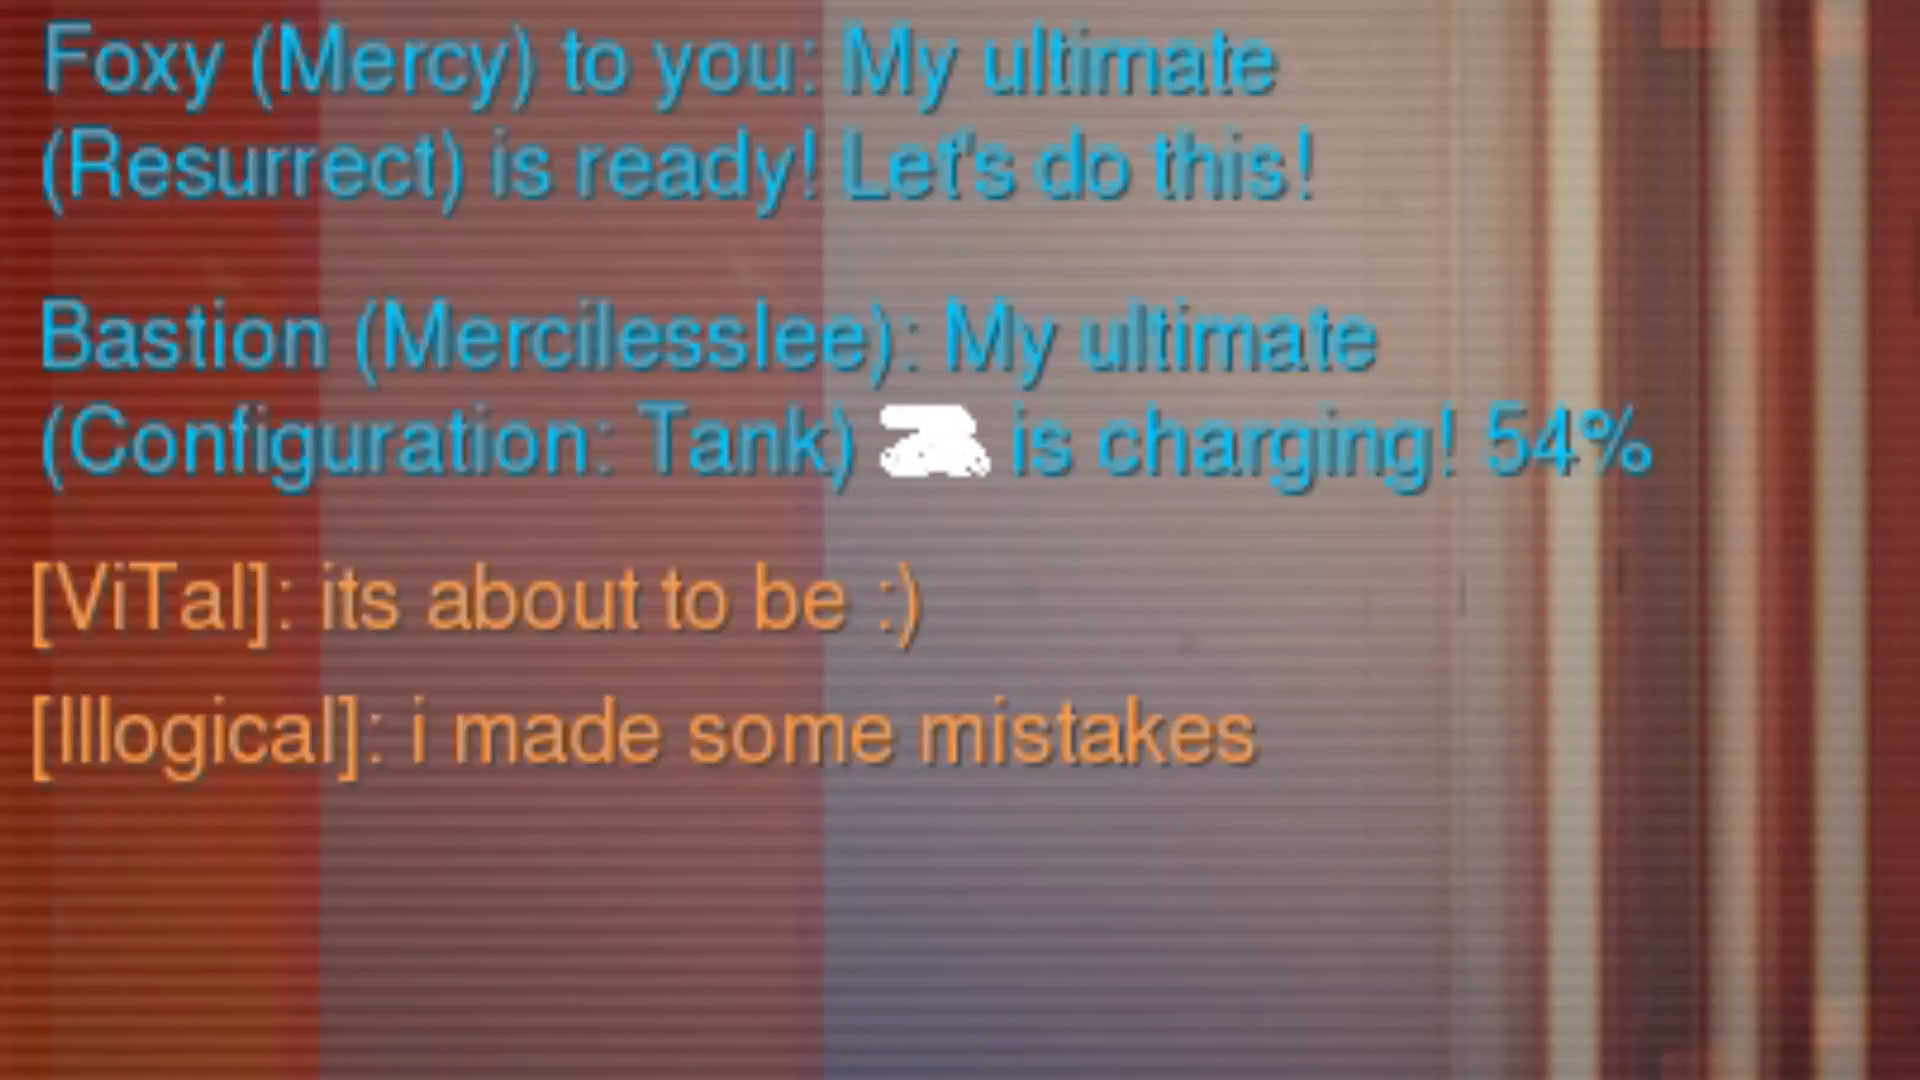 Foxy (Mercy) to you: My ultimate
(Resurrect) is ready! Let's do this!
Bastion (Mercilesslee): My ultimate
(Configuration: Tank) is charging! 54%
[ViTal]: its about to be :)
[Illogical]: i made some mistakes